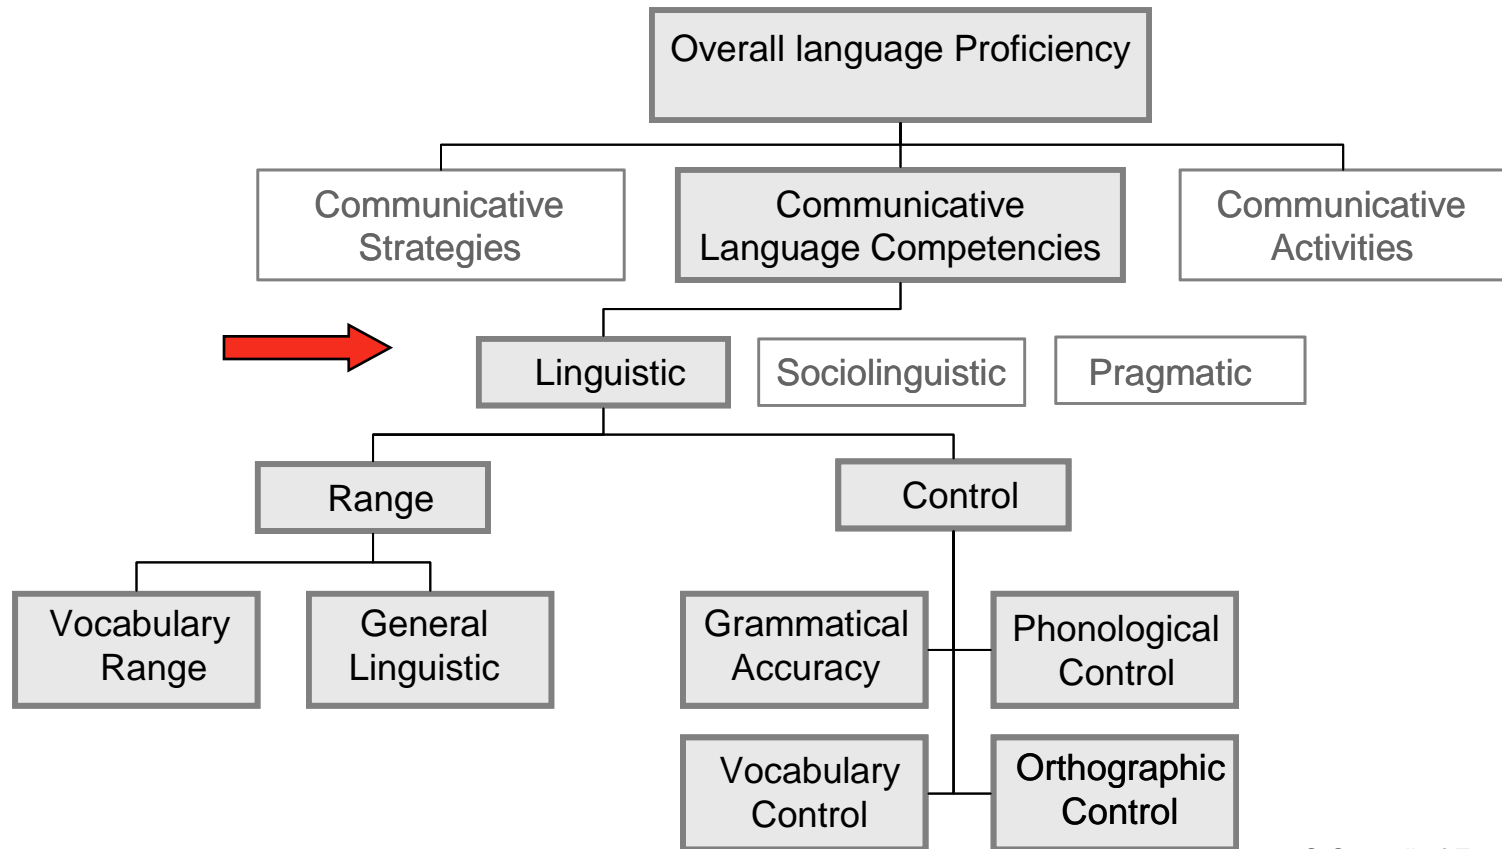 Overall language Proficiency
Communicative
Strategies
Communicative
Language Competencies
Communicative
Activities
Linguistic
Sociolinguistic
Pragmatic
Range
Control
Vocabulary
Range
General
Linguistic
Grammatical
Accuracy
Phonological
Control
Vocabulary
Control
Orthographic
Control